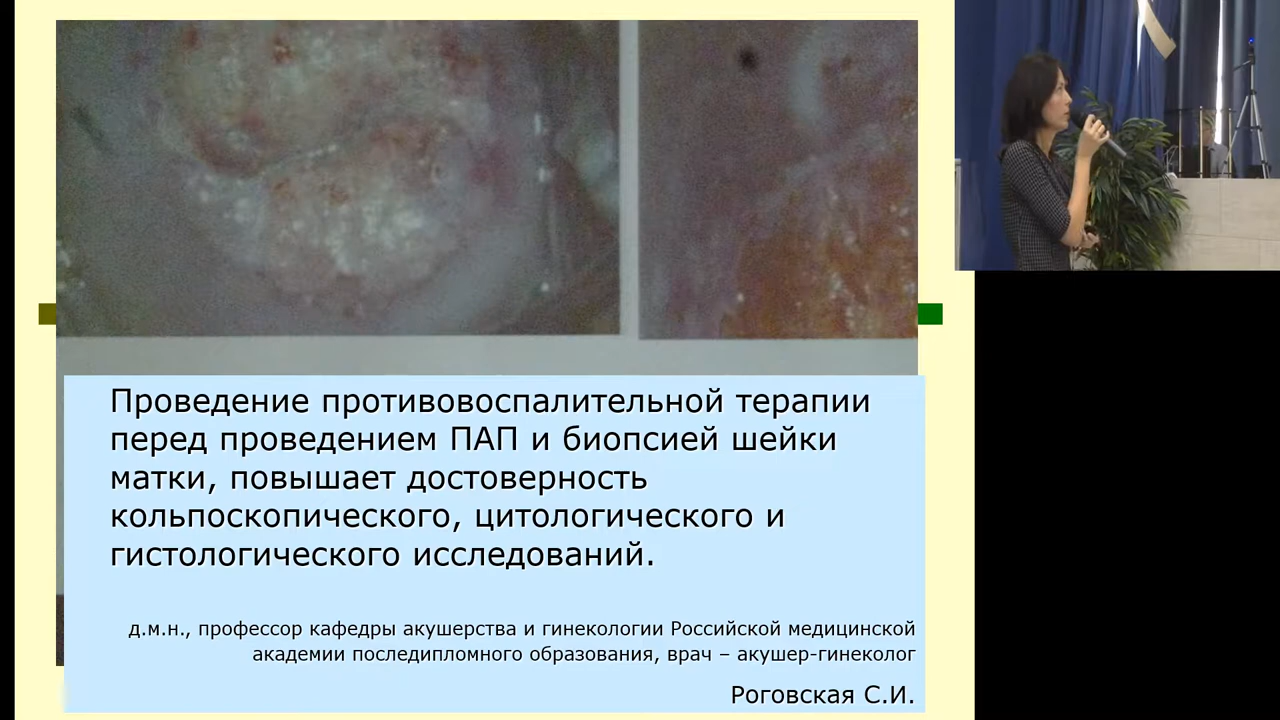 Проведение противовоспалительной терапии
перед проведением ПАП и биопсией шейки
матки, повышает достоверность
кольпоскопического, цитологического и
гистологического исследований.
д.м.н., профессор кафедры акушерства и гинекологии Российской медицинской
академии последипломного образования, врач – акушер-гинеколог
Роговская С.И.